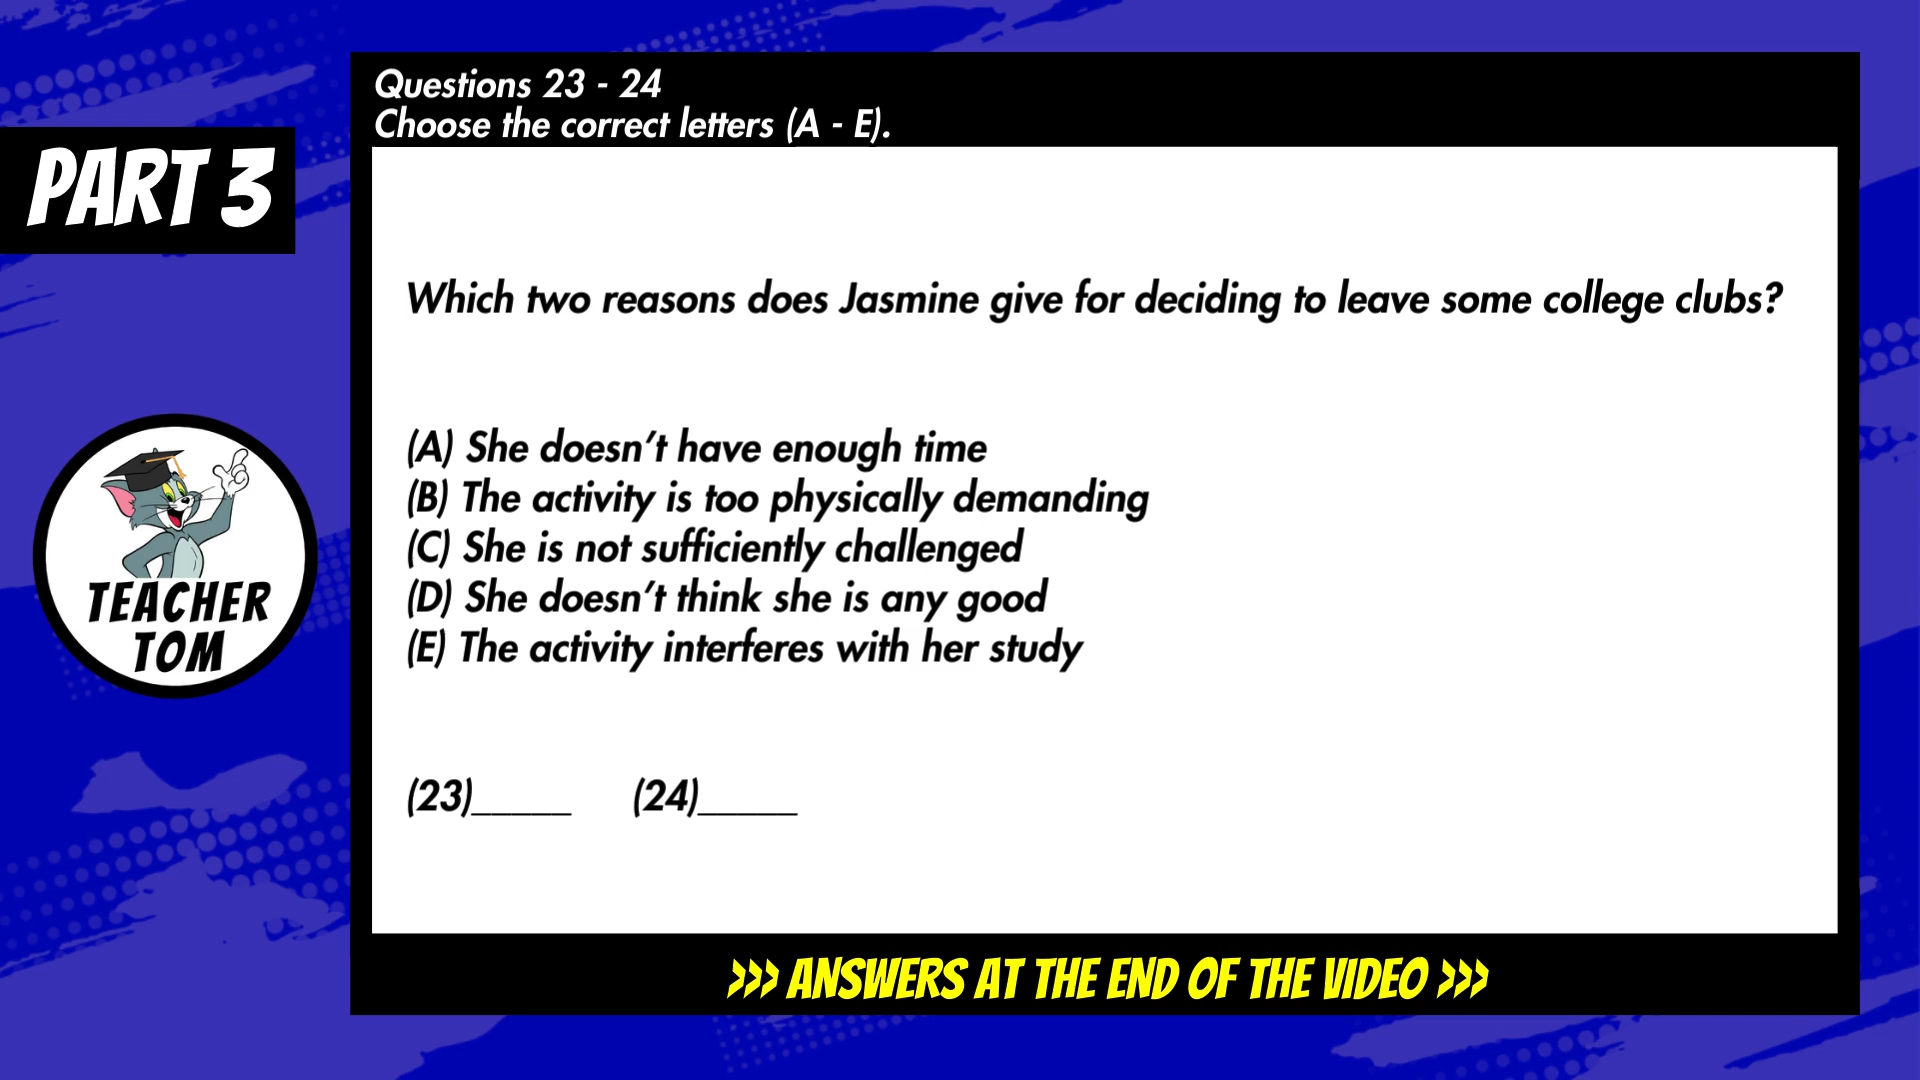 Questions 23 - 24
Choose the correct letters (A - E).
PART 3
Which two reasons does Jasmine give for deciding to leave some college clubs?
(A) She doesn’t have enough time
(B) The activity is too physically demanding
(C) She is not sufficiently challenged
(D) She doesn’t think she is any good
(E) The activity interferes with her study
(23)_____ (24)_____
TEACHER
TOM
>>> ANSWERS AT THE END OF THE VIDEO >>>